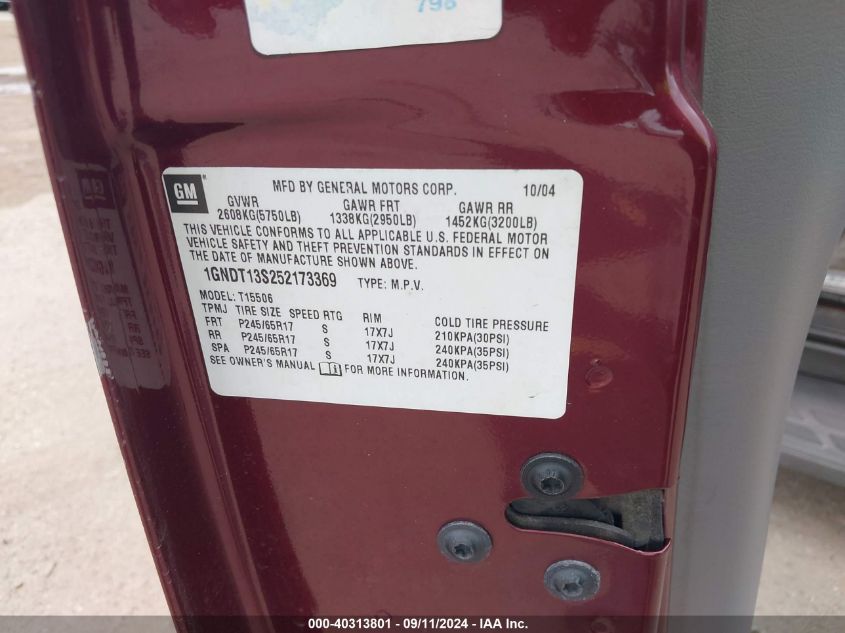 796
GM
MFD BY GENERAL MOTORS CORP. 10/04
GVWR GAWR FRT GAWR RR
2608KG(5750LB) 1338KG(2950LB) 1452KG(3200LB)
THIS VEHICLE CONFORMS TO ALL APPLICABLE U.S. FEDERAL MOTOR
VEHICLE SAFETY AND THEFT PREVENTION STANDARDS IN EFFECT ON
THE DATE OF MANUFACTURE SHOWN ABOVE.
1GNDT13S252173369 TYPE: M.P.V.
MODEL: T15506
TPMJ TIRE SIZE SPEED RTG RIM COLD TIRE PRESSURE
FRT P245/65R17 S 17X7J 210KPA(30PSI)
RR P245/65R17 S 17X7J 240KPA(35PSI)
SPA P245/65R17 S 17X7J 240KPA(35PSI)
SEE OWNER'S MANUAL FOR MORE INFORMATION.
000-40313801 - 09/11/2024 - IAA Inc.